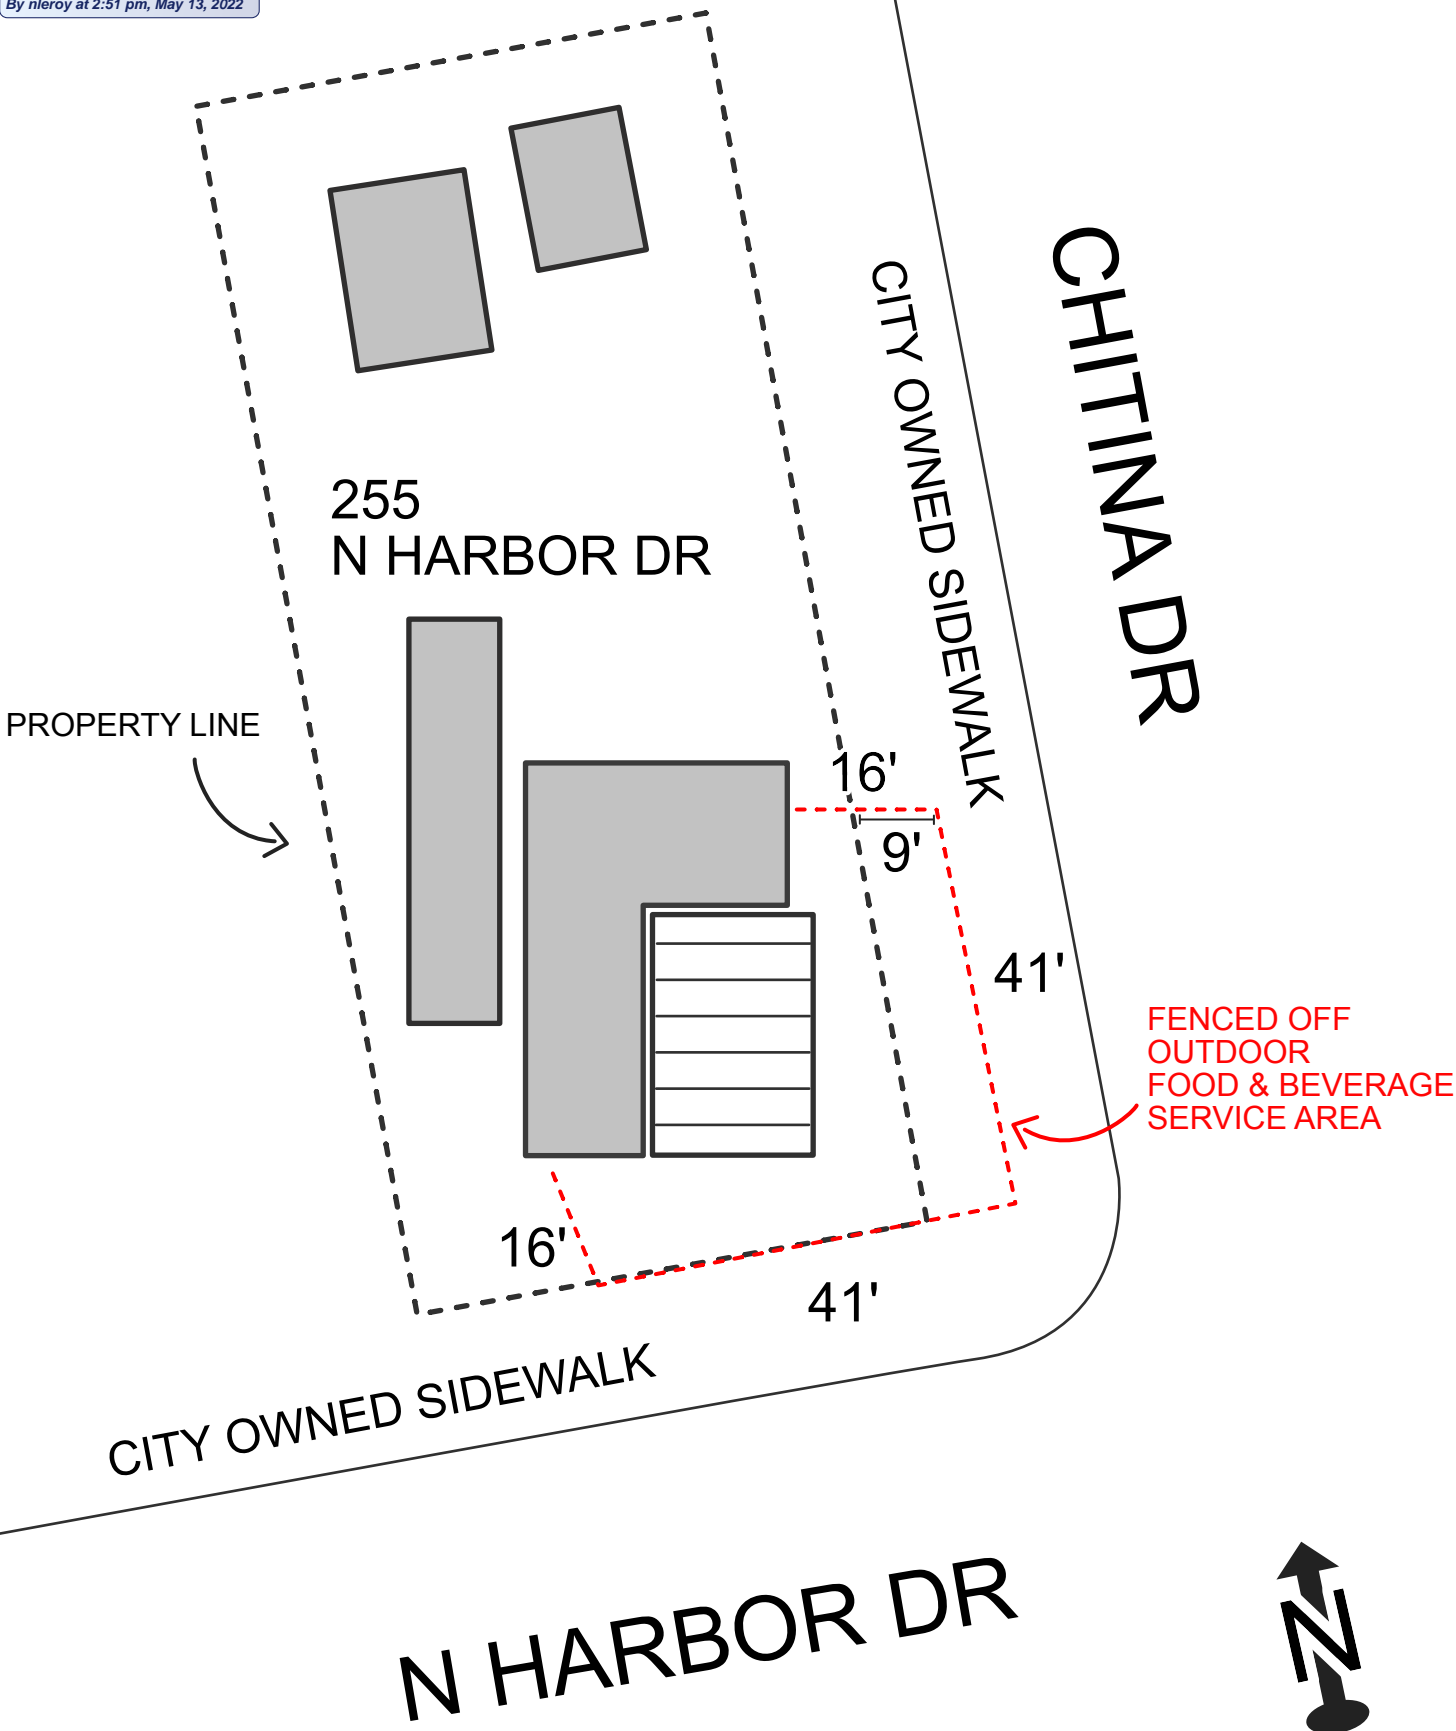 By nleroy at 2:51 pm, May 13, 2022
CHITINA DR
CITY OWNED SIDEWALK
255
N HARBOR DR
PROPERTY LINE
16'
9'
41'
FENCED OFF
OUTDOOR
FOOD & BEVERAGE
SERVICE AREA
16'
41'
CITY OWNED SIDEWALK
N HARBOR DR
N